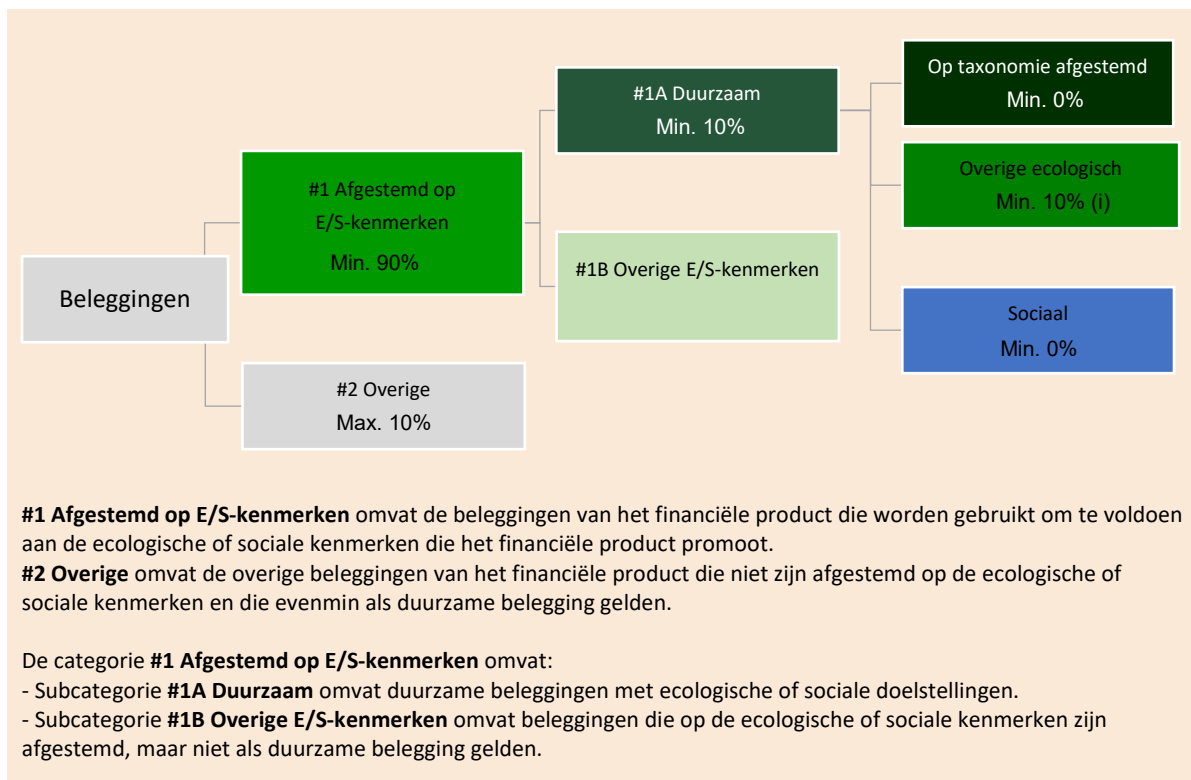 Beleggingen
#1 Afgestemd op
E/S-kenmerken
Min. 90%
#2 Overige
Max. 10%
#1A Duurzaam
Min. 10%
#1B Overige E/S-kenmerken
Op taxonomie afgestemd
Min. 0%
Overige ecologisch
Min. 10% (i)
Sociaal
Min. 0%
#1 Afgestemd op E/S-kenmerken omvat de beleggingen van het financiële product die worden gebruikt om te voldoen
aan de ecologische of sociale kenmerken die het financiële product promoot.
#2 Overige omvat de overige beleggingen van het financiële product die niet zijn afgestemd op de ecologische of
sociale kenmerken en die evenmin als duurzame belegging gelden.
De categorie #1 Afgestemd op E/S-kenmerken omvat:
- Subcategorie #1A Duurzaam omvat duurzame beleggingen met ecologische of sociale doelstellingen.
- Subcategorie #1B Overige E/S-kenmerken omvat beleggingen die op de ecologische of sociale kenmerken zijn
afgestemd, maar niet als duurzame belegging gelden.